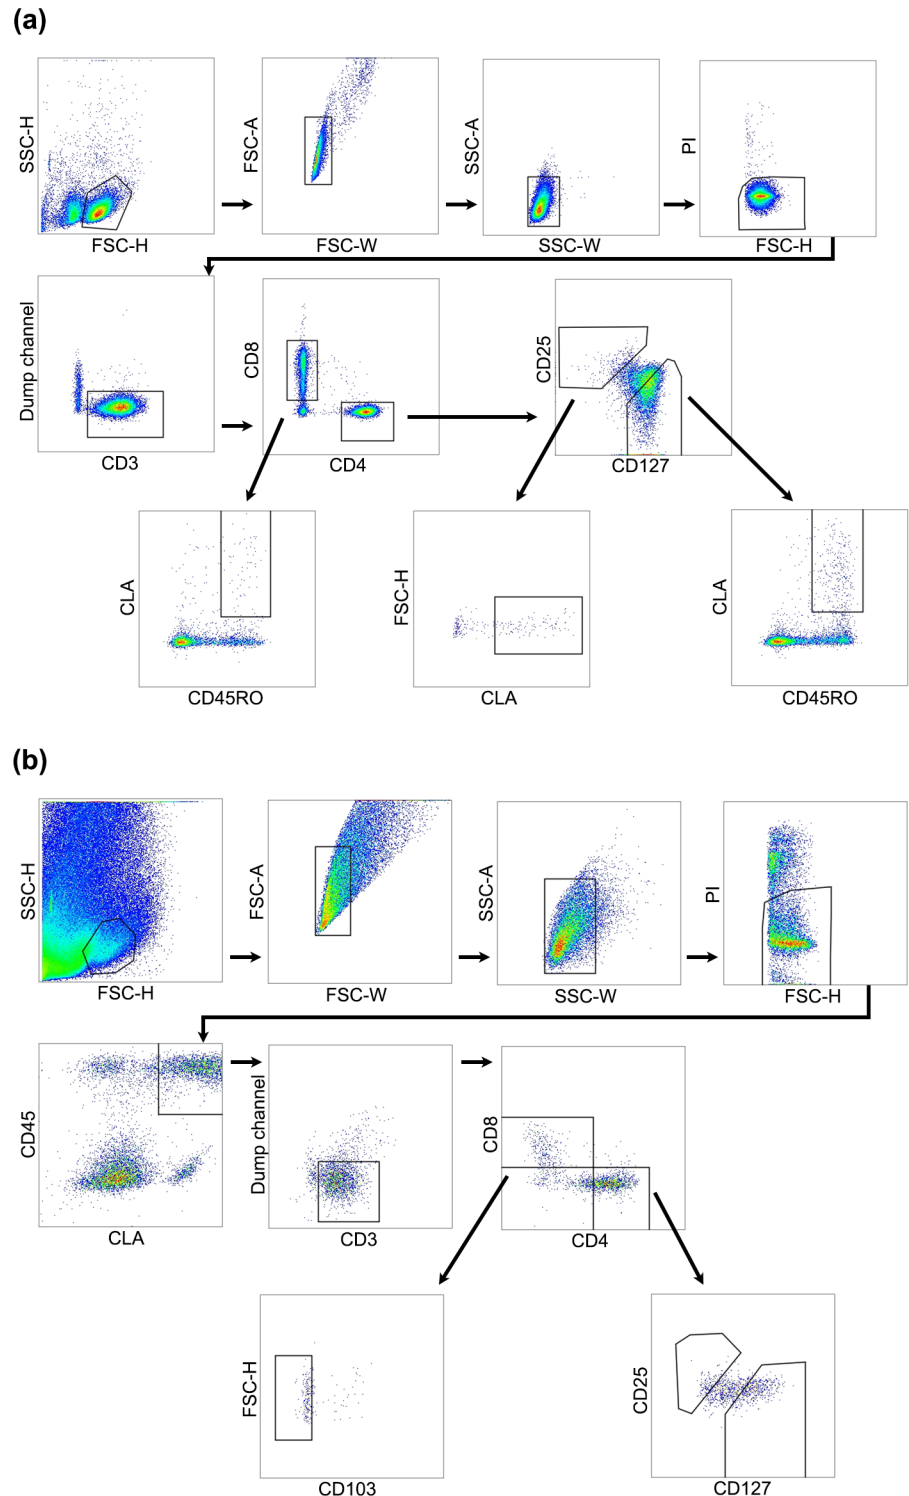 (a)
SSC-H
FSC-H
FSC-A
FSC-W
SSC-A
SSC-W
PI
FSC-H
Dump channel
CD3
CD8
CD4
CD25
CD127
CLA
CD45RO
FSC-H
CLA
CLA
CD45RO
(b)
SSC-H
FSC-H
FSC-A
FSC-W
SSC-A
SSC-W
PI
FSC-H
CD45
CLA
Dump channel
CD3
CD8
CD4
FSC-H
CD103
CD25
CD127